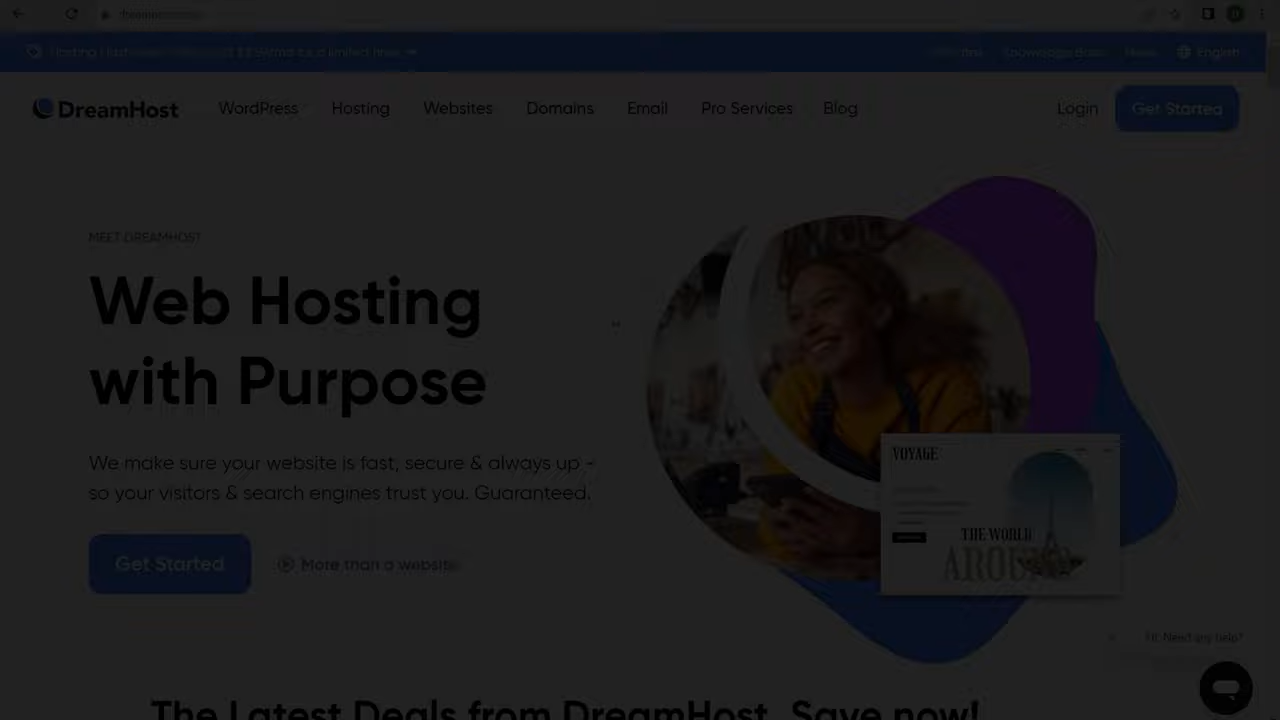 English
DreamHost
WordPress
Hosting
Websites
Domains
Email
Pro Services
Blog
Login
Get Started
MEET DREAMHOST
Web Hosting
with Purpose
We make sure your website is fast, secure & always up -
so your visitors & search engines trust you. Guaranteed.
Get Started
More than a website
VOYAGE
THE WORLD
AROUND
Hi. Need any help?
The Latest Deals from DreamHost. Save now!